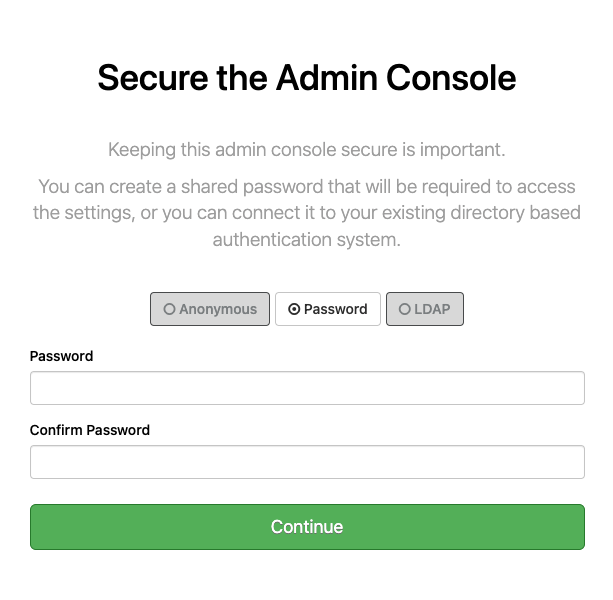 Secure the Admin Console
Keeping this admin console secure is important.
You can create a shared password that will be required to access
the settings, or you can connect it to your existing directory based
authentication system.
Anonymous Password LDAP
Password
Confirm Password
Continue